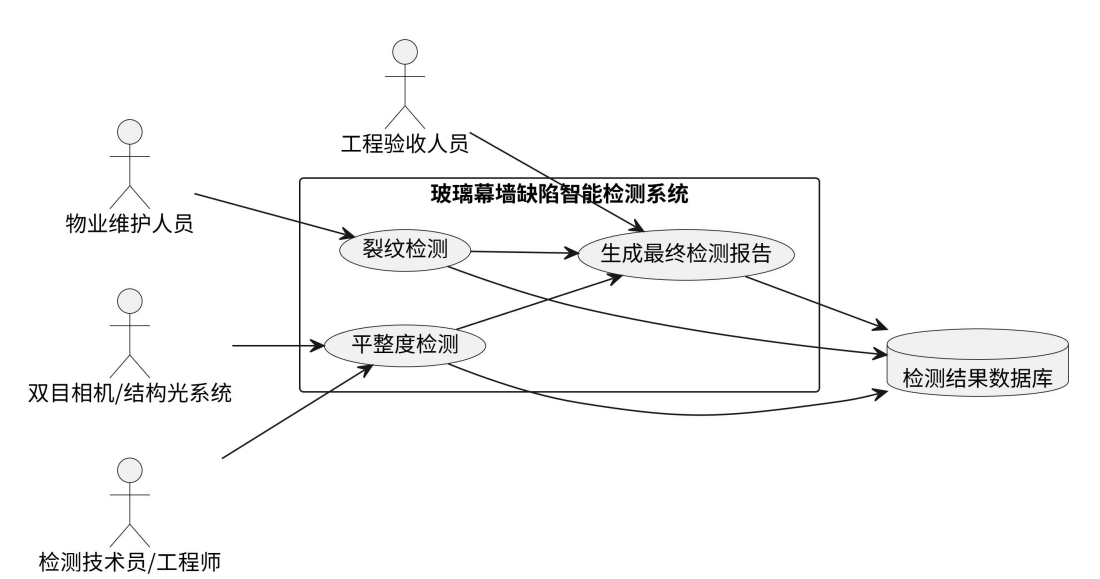 工程验收人员
物业维护人员
玻璃幕墙缺陷智能检测系统
裂纹检测
生成最终检测报告
双目相机/结构光系统
平整度检测
检测结果数据库
检测技术员/工程师